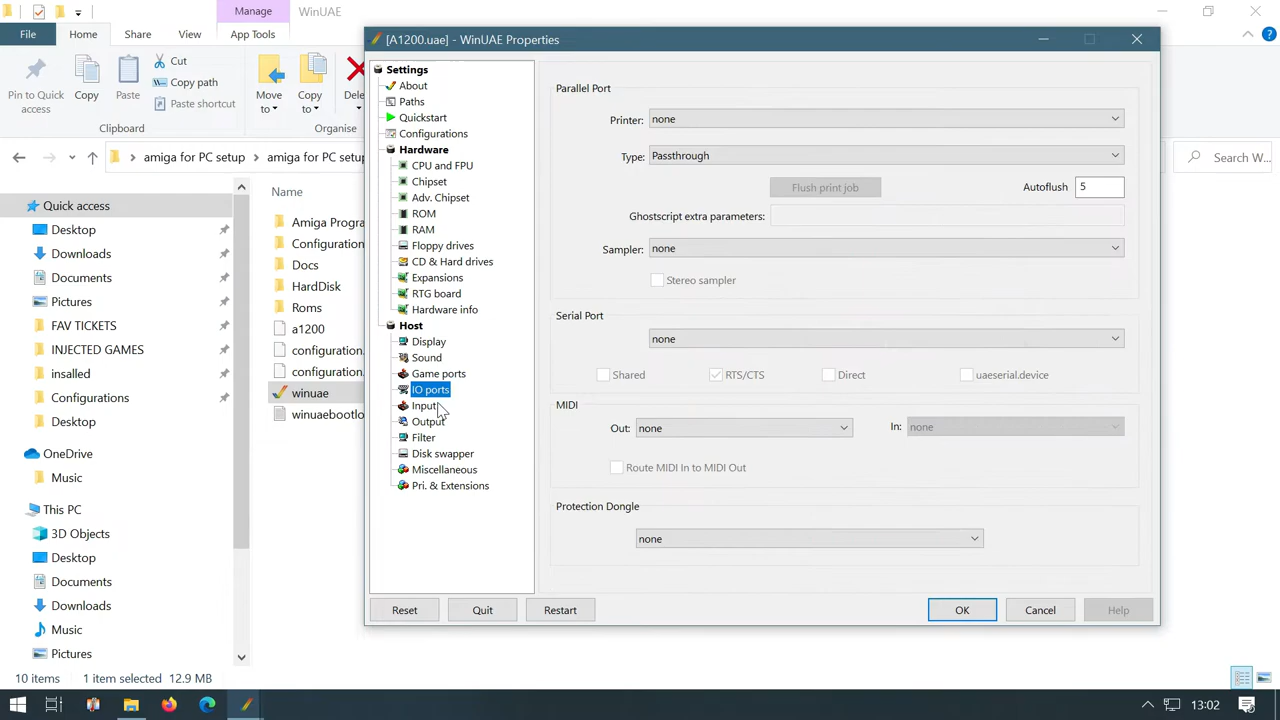 Manage
WinUAE
File
Home
Share
View
App Tools
Pin to Quick
access
Copy
Paste
Cut
Copy path
Paste shortcut
Move
to
Copy
to
Dele
Clipboard
Organise
amiga for PC setup
amiga for PC setu
Search W...
Quick access
Desktop
Downloads
Documents
Pictures
FAV TICKETS
INJECTED GAMES
insalled
Configurations
Desktop
OneDrive
Music
This PC
3D Objects
Desktop
Documents
Downloads
Music
Pictures
Name
Amiga Progra
Configuration
Docs
HardDisk
Roms
a1200
configuration.
configuration.
winuae
winuaebootlo
10 items
1 item selected
12.9 MB
[A1200.uae] - WinUAE Properties
Settings
About
Paths
Quickstart
Configurations
Hardware
CPU and FPU
Chipset
Adv. Chipset
ROM
RAM
Floppy drives
CD & Hard drives
Expansions
RTG board
Hardware info
Host
Display
Sound
Game ports
IO ports
Input
Output
Filter
Disk swapper
Miscellaneous
Pri. & Extensions
Parallel Port
Printer: none
Type: Passthrough
Flush print job
Autoflush 5
Ghostscript extra parameters:
Sampler: none
Stereo sampler
Serial Port
none
Shared
RTS/CTS
Direct
uaeserial.device
MIDI
Out: none
In: none
Route MIDI In to MIDI Out
Protection Dongle
none
Reset
Quit
Restart
OK
Cancel
Help
13:02